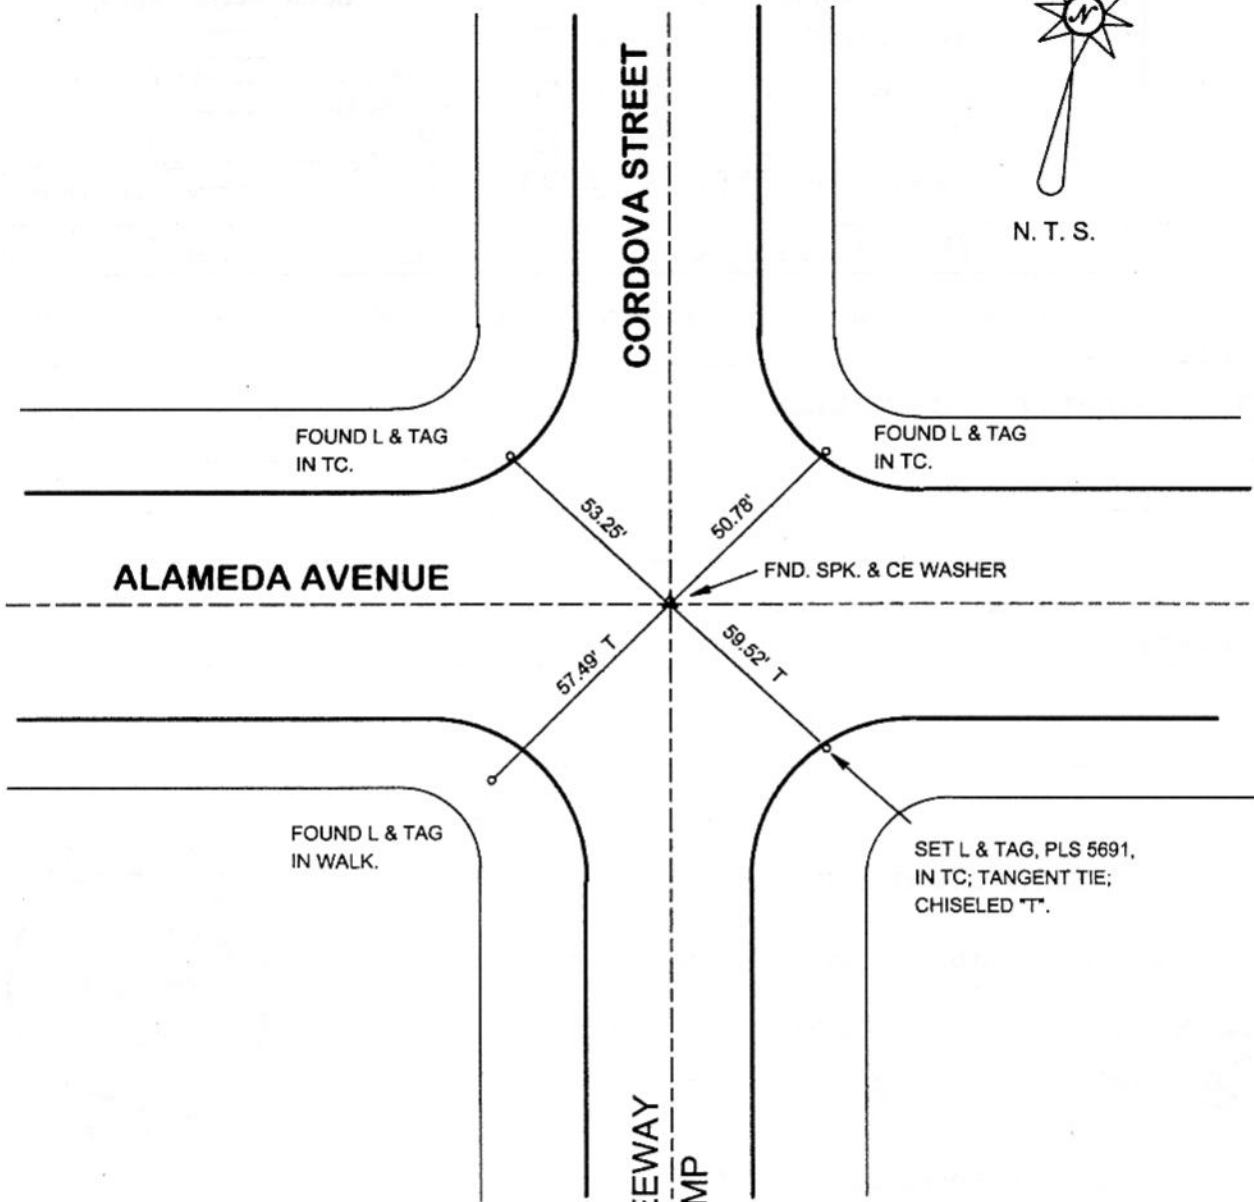 N
N. T. S.
CORDOVA STREET
FOUND L & TAG
IN TC.
FOUND L & TAG
IN TC.
53.25'
50.78'
ALAMEDA AVENUE
FND. SPK. & CE WASHER
57.49' T
59.52' T
FOUND L & TAG
IN WALK.
SET L & TAG, PLS 5691,
IN TC; TANGENT TIE;
CHISELED "T".
EEWAY
MP